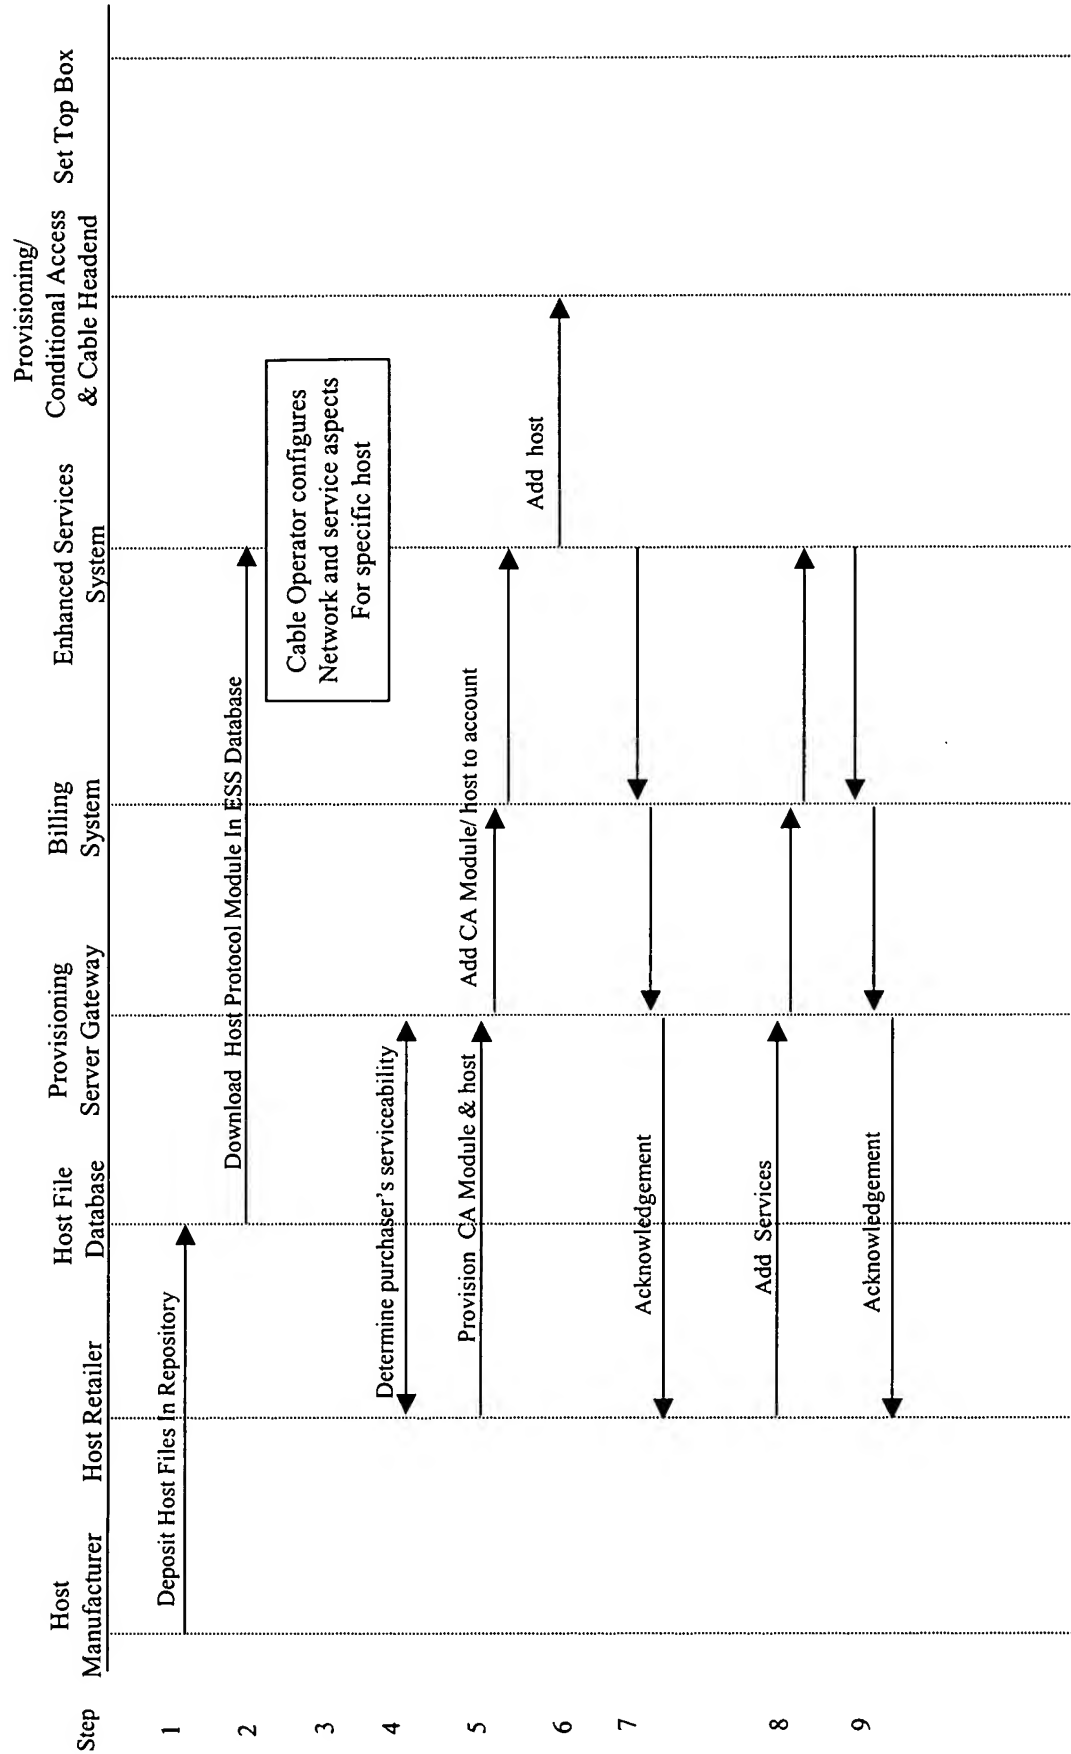 Step
Host
Manufacturer
Host Retailer
Host File
Database
Provisioning
Server Gateway
Billing
System
Enhanced Services
System
Provisioning/
Conditional Access
& Cable Headend
Set Top Box
1
Deposit Host Files In Repository
2
Download Host Protocol Module In ESS Database
3
Cable Operator configures
Network and service aspects
For specific host
4
Determine purchaser's serviceability
5
Provision CA Module & host
Add CA Module/ host to account
6
Add host
7
Acknowledgement
8
Add Services
9
Acknowledgement